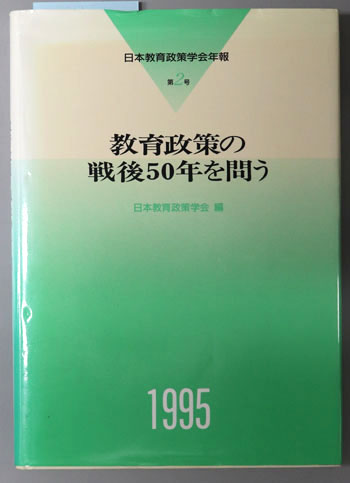 日本教育政策学会年報
第2号
教育政策の
戦後50年を問う
日本教育政策学会 編
1995